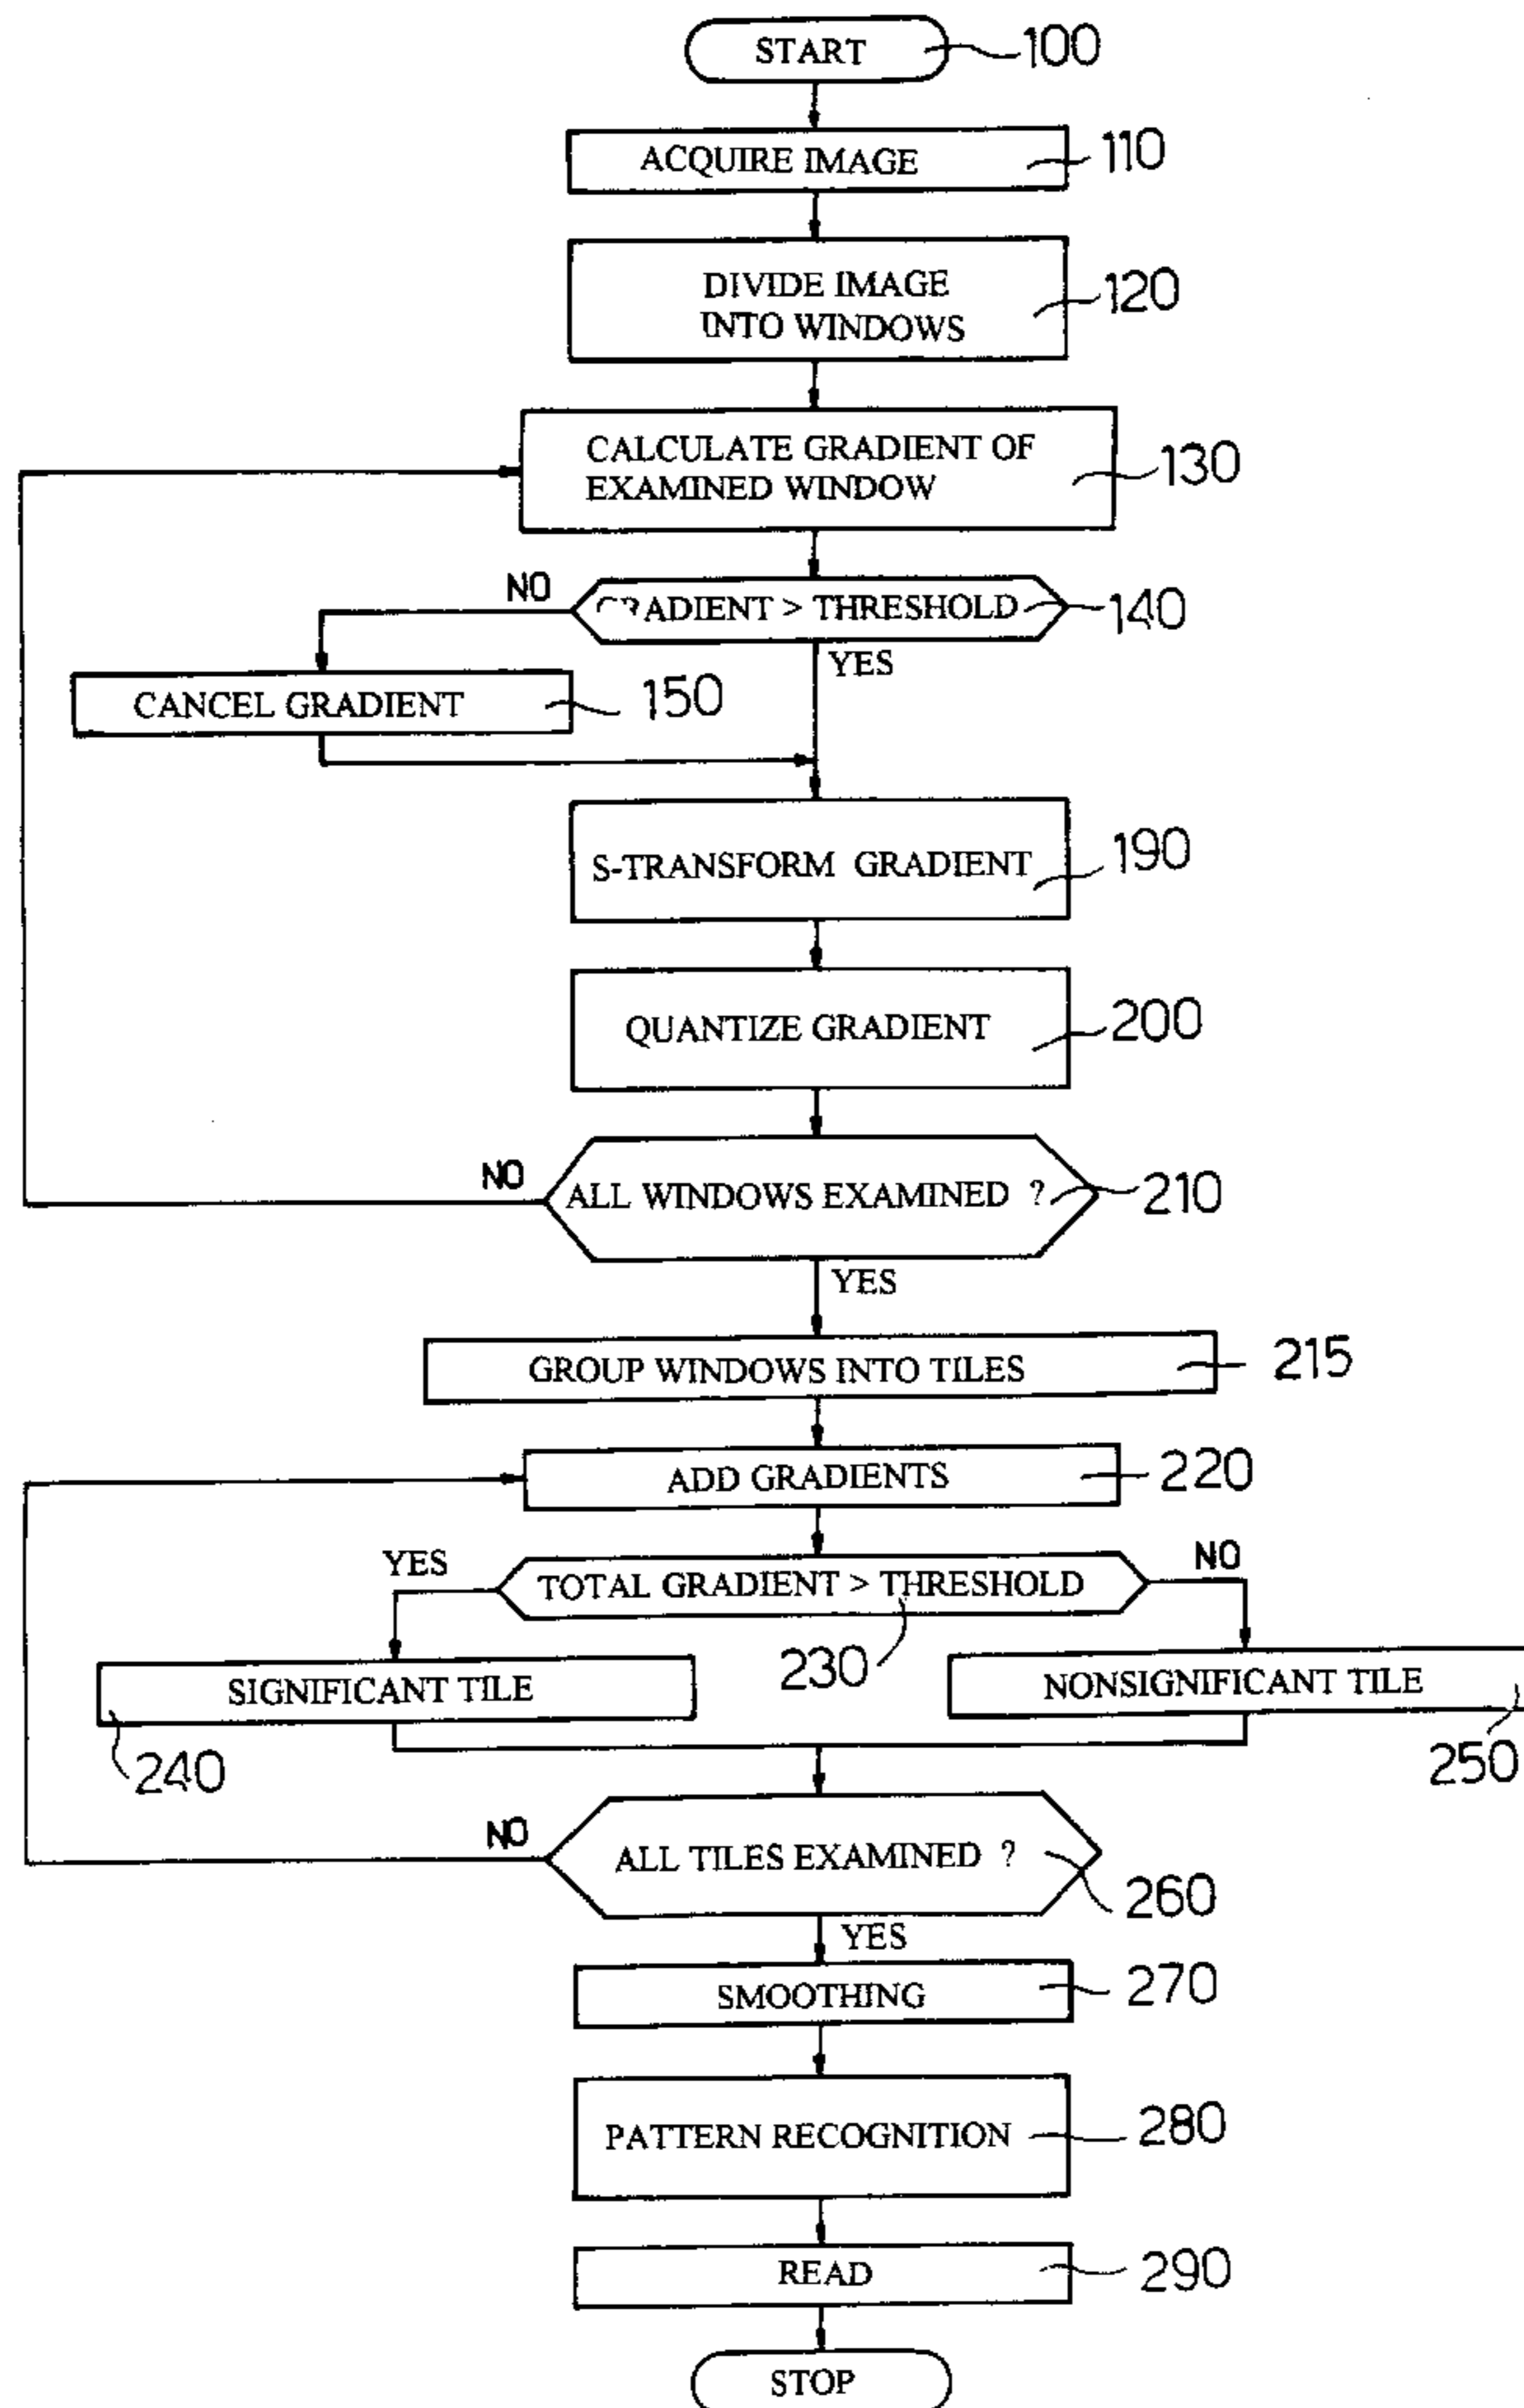 START
100
ACQUIRE IMAGE
110
DIVIDE IMAGE
INTO WINDOWS
120
CALCULATE GRADIENT OF
EXAMINED WINDOW
130
NO
GRADIENT > THRESHOLD
140
YES
CANCEL GRADIENT
150
S-TRANSFORM GRADIENT
190
QUANTIZE GRADIENT
200
NO
ALL WINDOWS EXAMINED ?
210
YES
GROUP WINDOWS INTO TILES
215
ADD GRADIENTS
220
YES
TOTAL GRADIENT > THRESHOLD
NO
230
SIGNIFICANT TILE
240
NONSIGNIFICANT TILE
250
NO
ALL TILES EXAMINED ?
260
YES
SMOOTHING
270
PATTERN RECOGNITION
280
READ
290
STOP